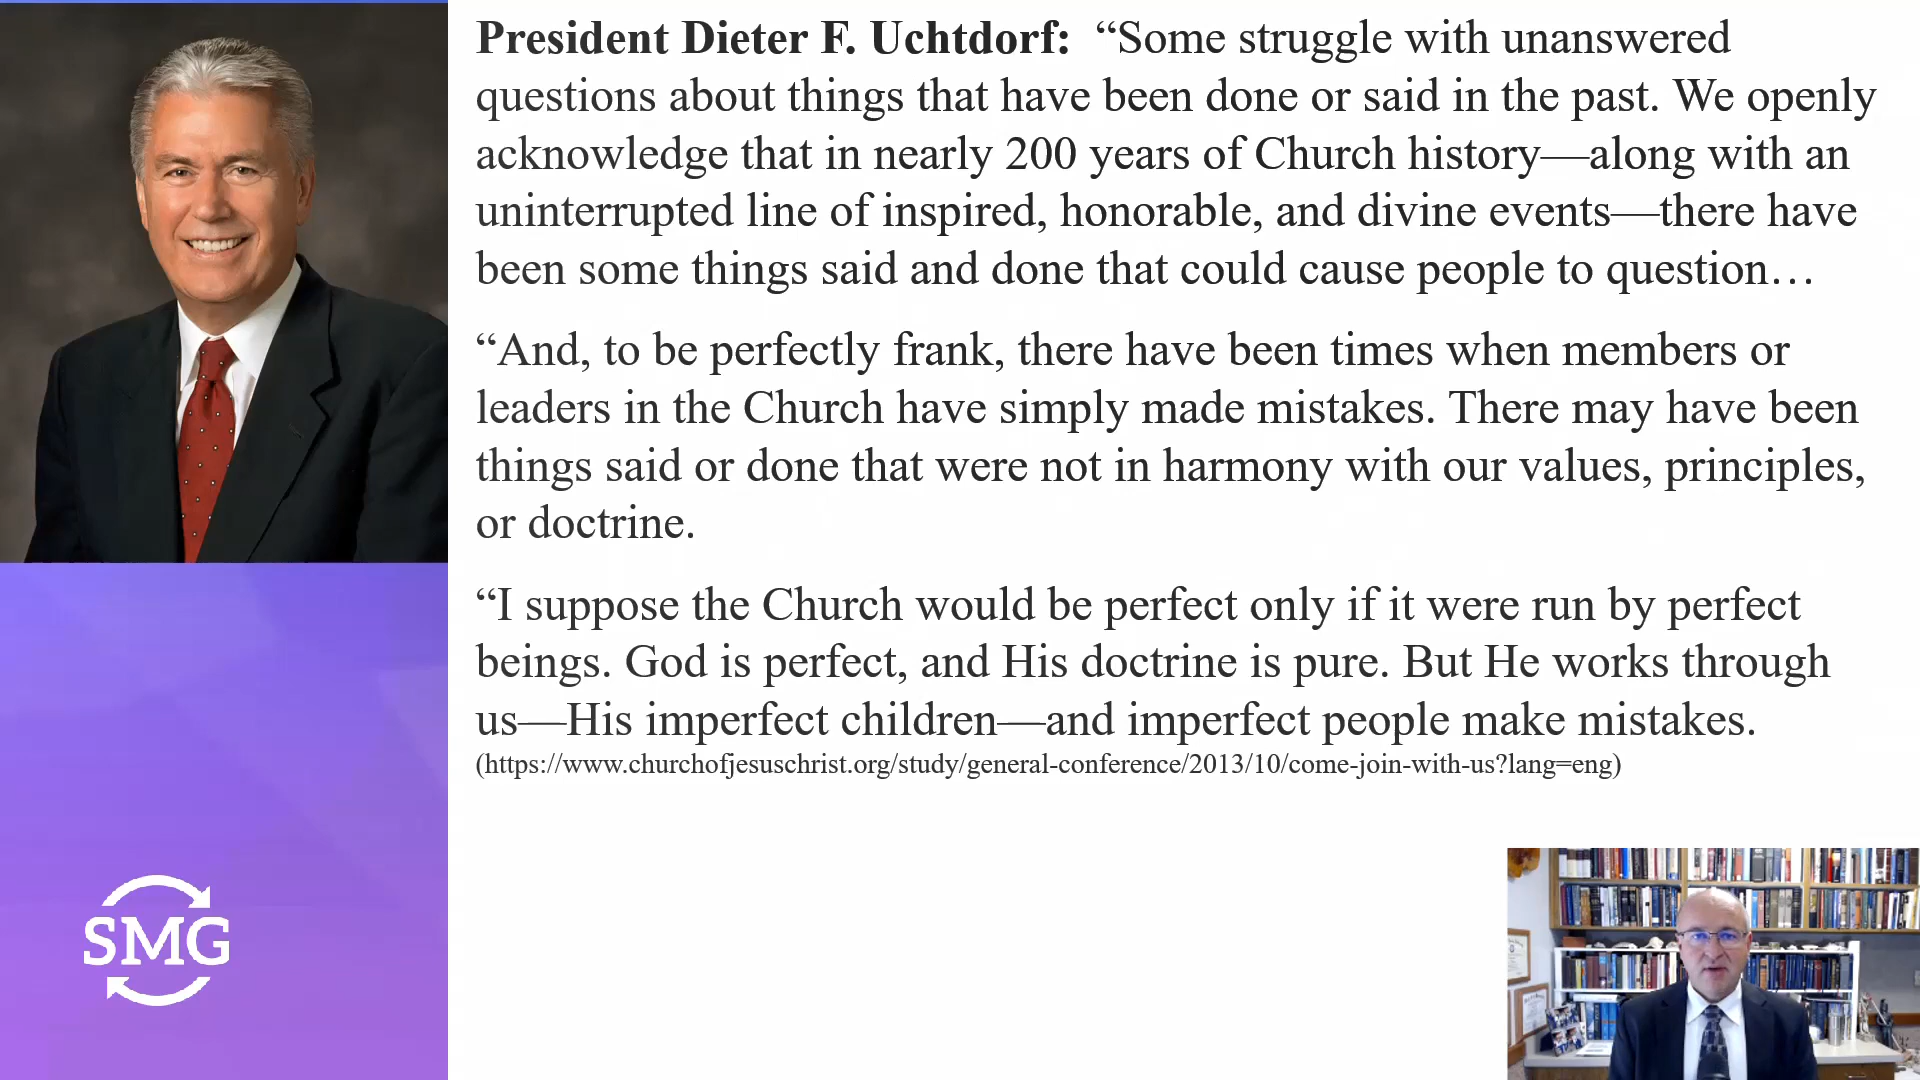 President Dieter F. Uchtdorf:  “Some struggle with unanswered
questions about things that have been done or said in the past. We openly
acknowledge that in nearly 200 years of Church history—along with an
uninterrupted line of inspired, honorable, and divine events—there have
been some things said and done that could cause people to question…
“And, to be perfectly frank, there have been times when members or
leaders in the Church have simply made mistakes. There may have been
things said or done that were not in harmony with our values, principles,
or doctrine.
“I suppose the Church would be perfect only if it were run by perfect
beings. God is perfect, and His doctrine is pure. But He works through
us—His imperfect children—and imperfect people make mistakes.
(https://www.churchofjesuschrist.org/study/general-conference/2013/10/come-join-with-us?lang=eng)
SMG